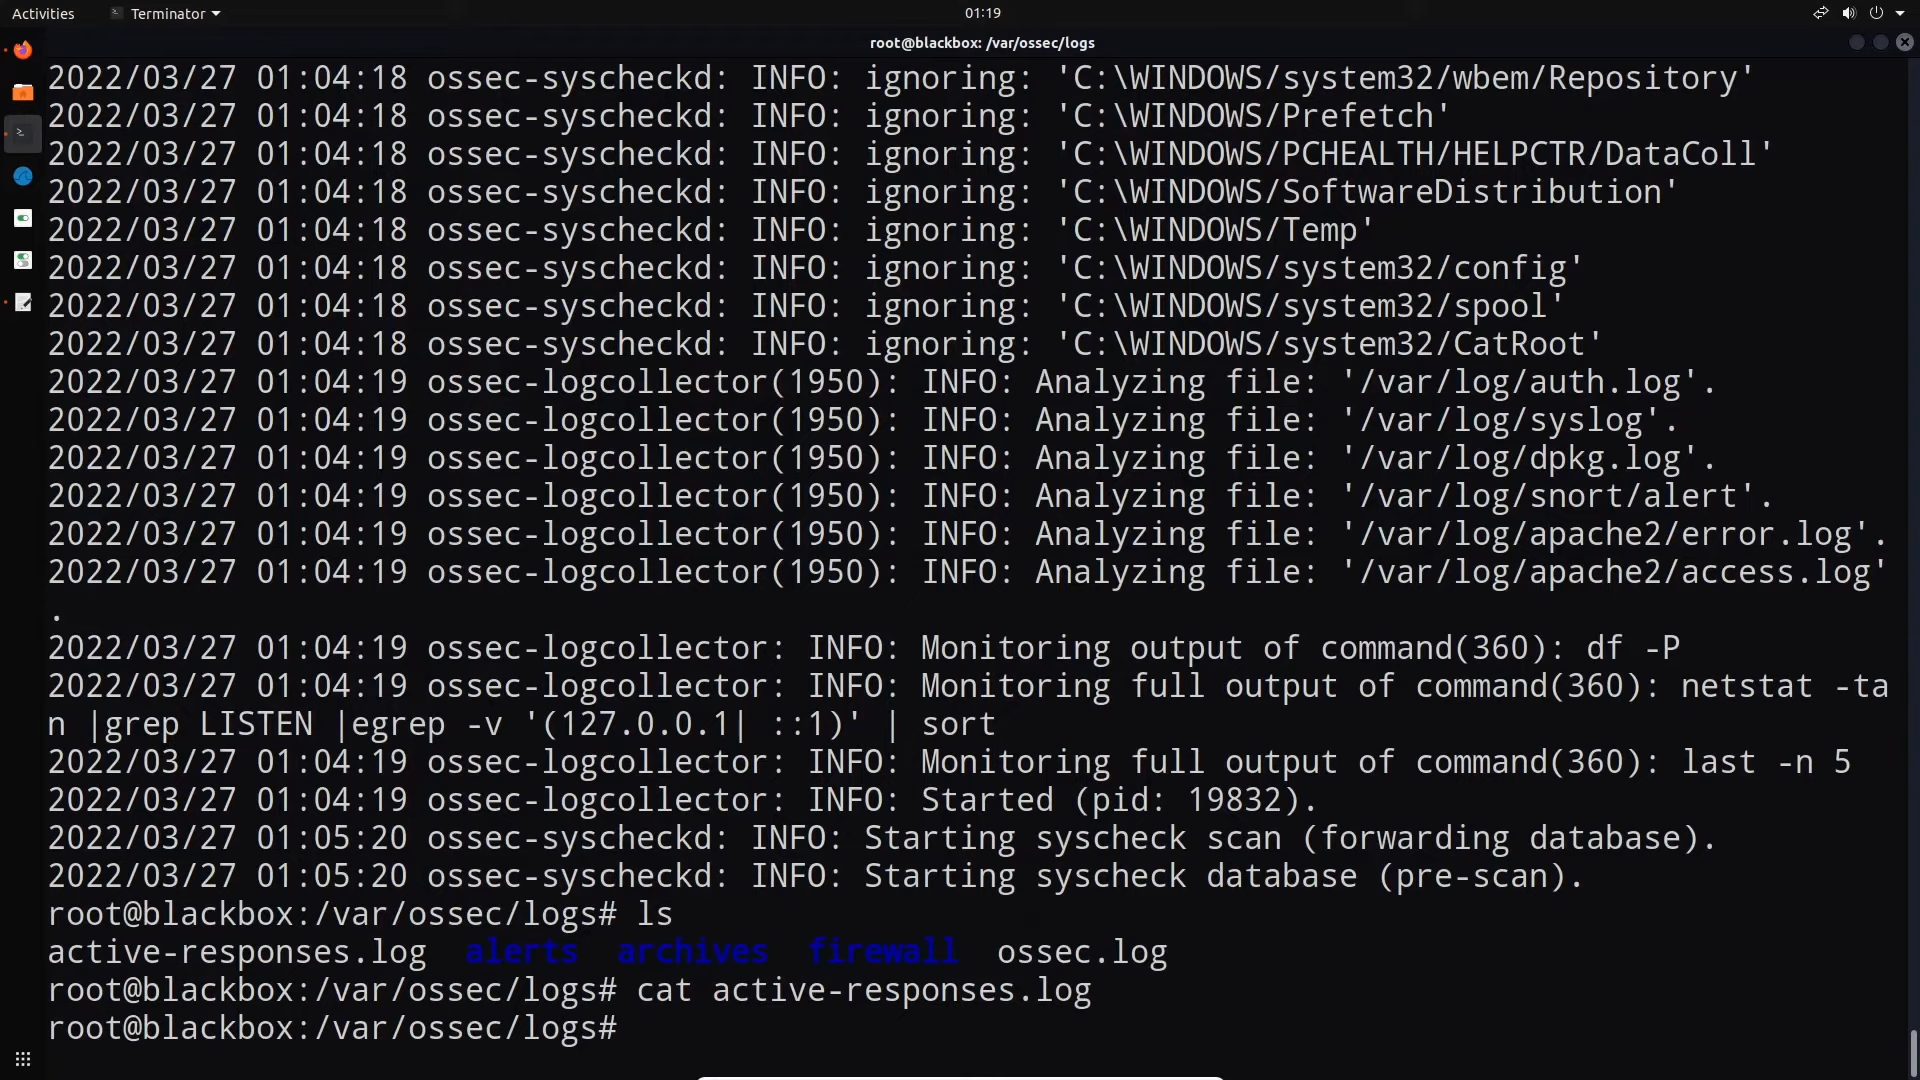 Activities Terminator 01:19
root@blackbox: /var/ossec/logs
2022/03/27 01:04:18 ossec-syscheckd: INFO: ignoring: 'C:\WINDOWS/system32/wbem/Repository'
2022/03/27 01:04:18 ossec-syscheckd: INFO: ignoring: 'C:\WINDOWS/Prefetch'
2022/03/27 01:04:18 ossec-syscheckd: INFO: ignoring: 'C:\WINDOWS/PCHEALTH/HELPCTR/DataColl'
2022/03/27 01:04:18 ossec-syscheckd: INFO: ignoring: 'C:\WINDOWS/SoftwareDistribution'
2022/03/27 01:04:18 ossec-syscheckd: INFO: ignoring: 'C:\WINDOWS/Temp'
2022/03/27 01:04:18 ossec-syscheckd: INFO: ignoring: 'C:\WINDOWS/system32/config'
2022/03/27 01:04:18 ossec-syscheckd: INFO: ignoring: 'C:\WINDOWS/system32/spool'
2022/03/27 01:04:18 ossec-syscheckd: INFO: ignoring: 'C:\WINDOWS/system32/CatRoot'
2022/03/27 01:04:19 ossec-logcollector(1950): INFO: Analyzing file: '/var/log/auth.log'.
2022/03/27 01:04:19 ossec-logcollector(1950): INFO: Analyzing file: '/var/log/syslog'.
2022/03/27 01:04:19 ossec-logcollector(1950): INFO: Analyzing file: '/var/log/dpkg.log'.
2022/03/27 01:04:19 ossec-logcollector(1950): INFO: Analyzing file: '/var/log/snort/alert'.
2022/03/27 01:04:19 ossec-logcollector(1950): INFO: Analyzing file: '/var/log/apache2/error.log'.
2022/03/27 01:04:19 ossec-logcollector(1950): INFO: Analyzing file: '/var/log/apache2/access.log'
.
2022/03/27 01:04:19 ossec-logcollector: INFO: Monitoring output of command(360): df -P
2022/03/27 01:04:19 ossec-logcollector: INFO: Monitoring full output of command(360): netstat -ta
n |grep LISTEN |egrep -v '(127.0.0.1| ::1)' | sort
2022/03/27 01:04:19 ossec-logcollector: INFO: Monitoring full output of command(360): last -n 5
2022/03/27 01:04:19 ossec-logcollector: INFO: Started (pid: 19832).
2022/03/27 01:05:20 ossec-syscheckd: INFO: Starting syscheck scan (forwarding database).
2022/03/27 01:05:20 ossec-syscheckd: INFO: Starting syscheck database (pre-scan).
root@blackbox:/var/ossec/logs# ls
active-responses.log alerts archives firewall ossec.log
root@blackbox:/var/ossec/logs# cat active-responses.log
root@blackbox:/var/ossec/logs#